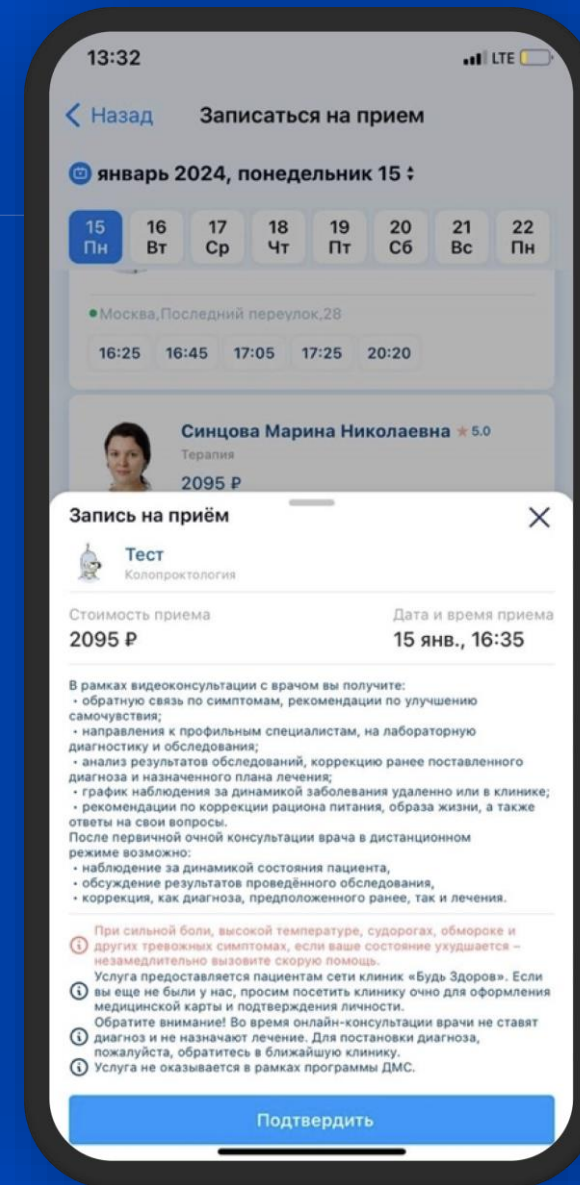 13:32
LTE
Назад
Записаться на прием
январь 2024, понедельник 15
15 16 17 18 19 20 21 22
Пн Вт Ср Чт Пт Сб Вс Пн
Москва,Последний переулок,28
16:25 16:45 17:05 17:25 20:20
Синцова Марина Николаевна ★ 5.0
Терапия
2095 ₽
Запись на приём
Тест
Колопроктология
Стоимость приема Дата и время приема
2095 ₽ 15 янв., 16:35
В рамках видеоконсультации с врачом вы получите:
• обратную связь по симптомам, рекомендации по улучшению
самочувствия;
• направления к профильным специалистам, на лабораторную
диагностику и обследования;
• анализ результатов обследований, коррекцию ранее поставленного
диагноза и назначенного плана лечения;
• график наблюдения за динамикой заболевания удаленно или в клинике;
• рекомендации по коррекции рациона питания, образа жизни, а также
ответы на свои вопросы.
После первичной очной консультации врача в дистанционном
режиме возможно:
• наблюдение за динамикой состояния пациента,
• обсуждение результатов проведённого обследования,
• коррекция, как диагноза, предположенного ранее, так и лечения.
При сильной боли, высокой температуре, судорогах, обмороке и
других тревожных симптомах, если ваше состояние ухудшается –
незамедлительно вызовите скорую помощь.
Услуга предоставляется пациентам сети клиник «Будь Здоров». Если
вы еще не были у нас, просим посетить клинику очно для оформления
медицинской карты и подтверждения личности.
Обратите внимание! Во время онлайн-консультации врачи не ставят
диагноз и не назначают лечение. Для постановки диагноза,
пожалуйста, обратитесь в ближайшую клинику.
Услуга не оказывается в рамках программы ДМС.
Подтвердить